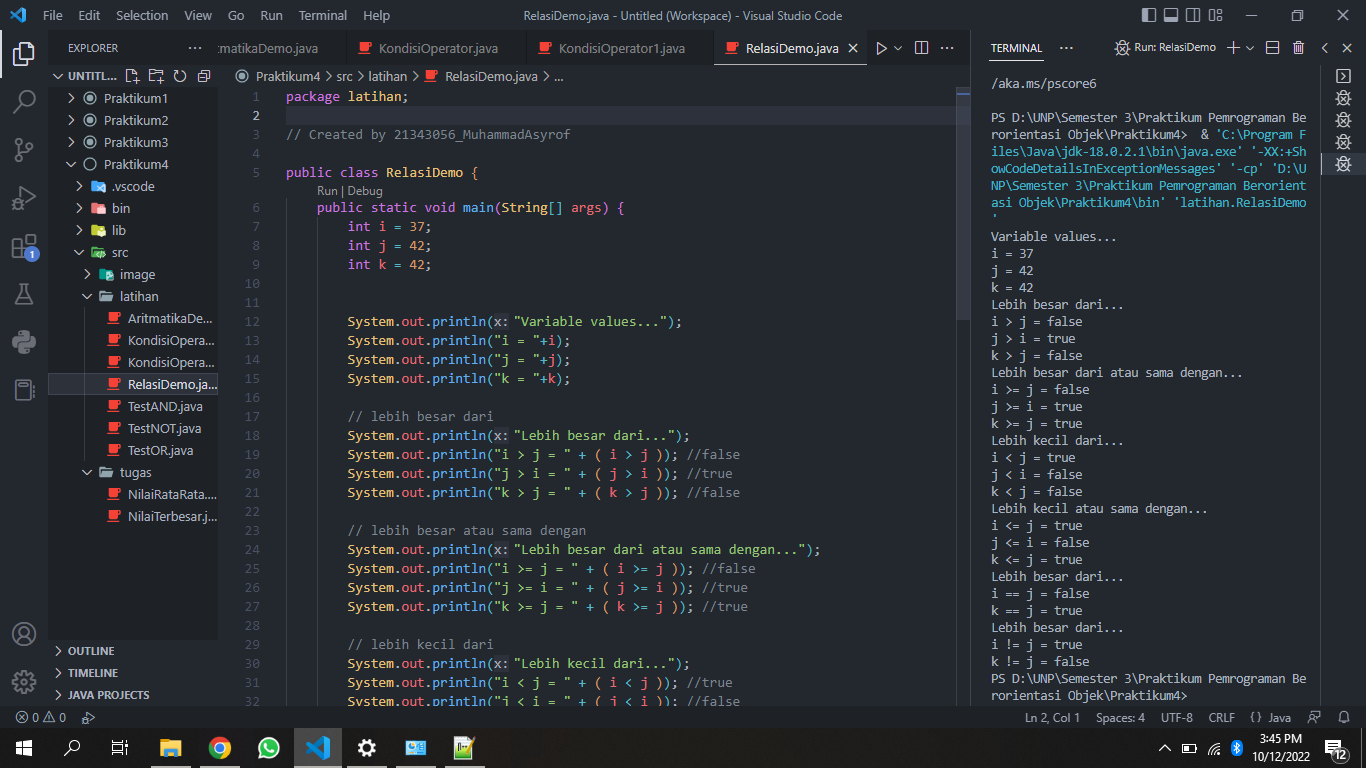 File Edit Selection View Go Run Terminal Help
RelasiDemo.java - Untitled (Workspace) - Visual Studio Code
EXPLORER ···
UNTITL...
Praktikum1
Praktikum2
Praktikum3
Praktikum4
.vscode
bin
lib
src
image
latihan
AritmatikaDe...
KondisiOpera...
KondisiOpera...
RelasiDemo.ja...
TestAND.java
TestNOT.java
TestOR.java
tugas
NilaiRataRata....
NilaiTerbesar.j...
OUTLINE
TIMELINE
JAVA PROJECTS
1
tmatikaDemo.java KondisiOperator.java KondisiOperator1.java RelasiDemo.java
Praktikum4 > src > latihan > RelasiDemo.java > ...
1 package latihan;
2
3 // Created by 21343056_MuhammadAsyrof
4
5 public class RelasiDemo {
Run | Debug
6 public static void main(String[] args) {
7 int i = 37;
8 int j = 42;
9 int k = 42;
10
11
12 System.out.println(x: "Variable values...");
13 System.out.println("i = "+i);
14 System.out.println("j = "+j);
15 System.out.println("k = "+k);
16
17 // lebih besar dari
18 System.out.println(x: "Lebih besar dari...");
19 System.out.println("i > j = " + ( i > j )); //false
20 System.out.println("j > i = " + ( j > i )); //true
21 System.out.println("k > j = " + ( k > j )); //false
22
23 // lebih besar atau sama dengan
24 System.out.println(x: "Lebih besar dari atau sama dengan...");
25 System.out.println("i >= j = " + ( i >= j )); //false
26 System.out.println("j >= i = " + ( j >= i )); //true
27 System.out.println("k >= j = " + ( k >= j )); //true
28
29 // lebih kecil dari
30 System.out.println(x: "Lebih kecil dari...");
31 System.out.println("i < j = " + ( i < j )); //true
32 System.out.println("j < i = " + ( j < i )); //false
TERMINAL ··· Run: RelasiDemo
/aka.ms/pscore6
PS D:\UNP\Semester 3\Praktikum Pemrograman Be
rorientasi Objek\Praktikum4> & 'C:\Program F
iles\Java\jdk-18.0.2.1\bin\java.exe' '-XX:+Sh
owCodeDetailsInExceptionMessages' '-cp' 'D:\U
NP\Semester 3\Praktikum Pemrograman Berorient
asi Objek\Praktikum4\bin' 'latihan.RelasiDemo
'
Variable values...
i = 37
j = 42
k = 42
Lebih besar dari...
i > j = false
j > i = true
k > j = false
Lebih besar dari atau sama dengan...
i >= j = false
j >= i = true
k >= j = true
Lebih kecil dari...
i < j = true
j < i = false
k < j = false
Lebih kecil atau sama dengan...
i <= j = true
j <= i = false
k <= j = true
Lebih besar dari...
i == j = false
k == j = true
Lebih besar dari...
i != j = true
k != j = false
PS D:\UNP\Semester 3\Praktikum Pemrograman Be
rorientasi Objek\Praktikum4>
0 0
Ln 2, Col 1 Spaces: 4 UTF-8 CRLF {} Java
3:45 PM
10/12/2022
12